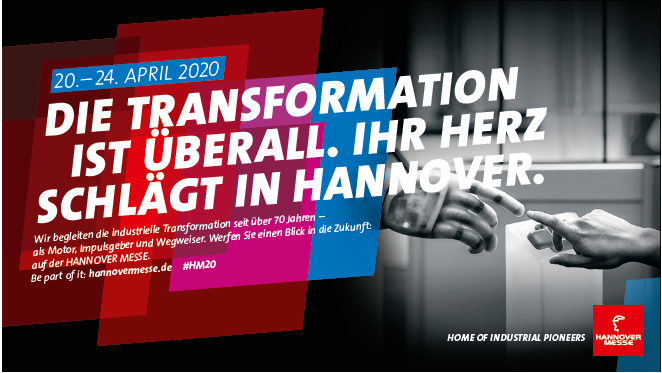 20.– 24. APRIL 2020
DIE TRANSFORMATION
IST ÜBERALL. IHR HERZ
SCHLÄGT IN HANNOVER.
Wir begleiten die industrielle Transformation seit über 70 Jahren –
als Motor, Impulsgeber und Wegweiser. Werfen Sie einen Blick in die Zukunft:
auf der HANNOVER MESSE.
Be part of it: hannovermesse.de #HM20
HOME OF INDUSTRIAL PIONEERS
HANNOVER
MESSE